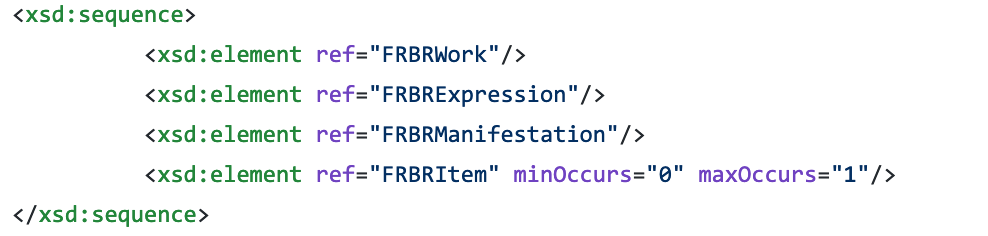 <xsd:sequence>
<xsd:element ref="FRBRWork"/>
<xsd:element ref="FRBRExpression"/>
<xsd:element ref="FRBRManifestation"/>
<xsd:element ref="FRBRItem" minOccurs="0" maxOccurs="1"/>
</xsd:sequence>